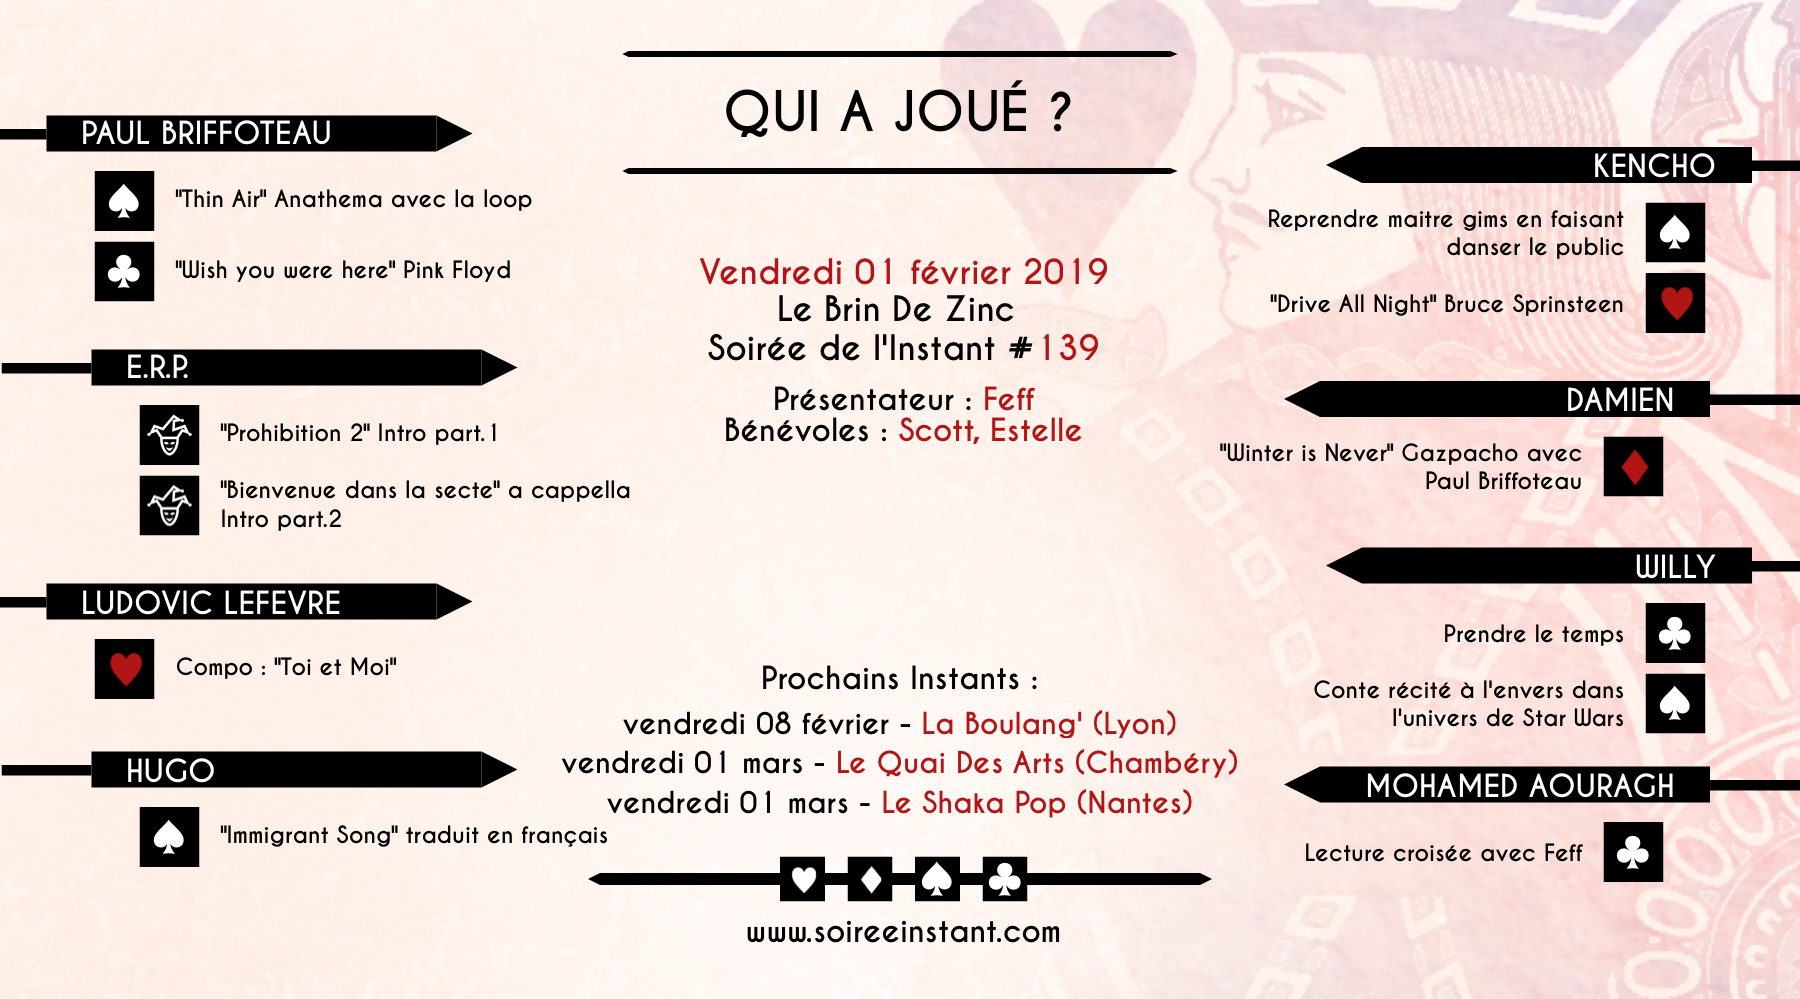 QUI A JOUÉ ?
PAUL BRIFFOTEAU
"Thin Air" Anathema avec la loop
"Wish you were here" Pink Floyd
E.R.P.
"Prohibition 2" Intro part. 1
"Bienvenue dans la secte" a cappella
Intro part.2
LUDOVIC LEFEVRE
Compo : "Toi et Moi"
HUGO
"Immigrant Song" traduit en français
Vendredi 01 février 2019
Le Brin De Zinc
Soirée de l'Instant #139
Présentateur : Feff
Bénévoles : Scott, Estelle
Prochains Instants :
vendredi 08 février - La Boulang' (Lyon)
vendredi 01 mars - Le Quai Des Arts (Chambéry)
vendredi 01 mars - Le Shaka Pop (Nantes)
www.soireeinstant.com
KENCHO
Reprendre maitre gims en faisant
danser le public
"Drive All Night" Bruce Sprinsteen
DAMIEN
"Winter is Never" Gazpacho avec
Paul Briffoteau
WILLY
Prendre le temps
Conte récité à l'envers dans
l'univers de Star Wars
MOHAMED AOURAGH
Lecture croisée avec Feff